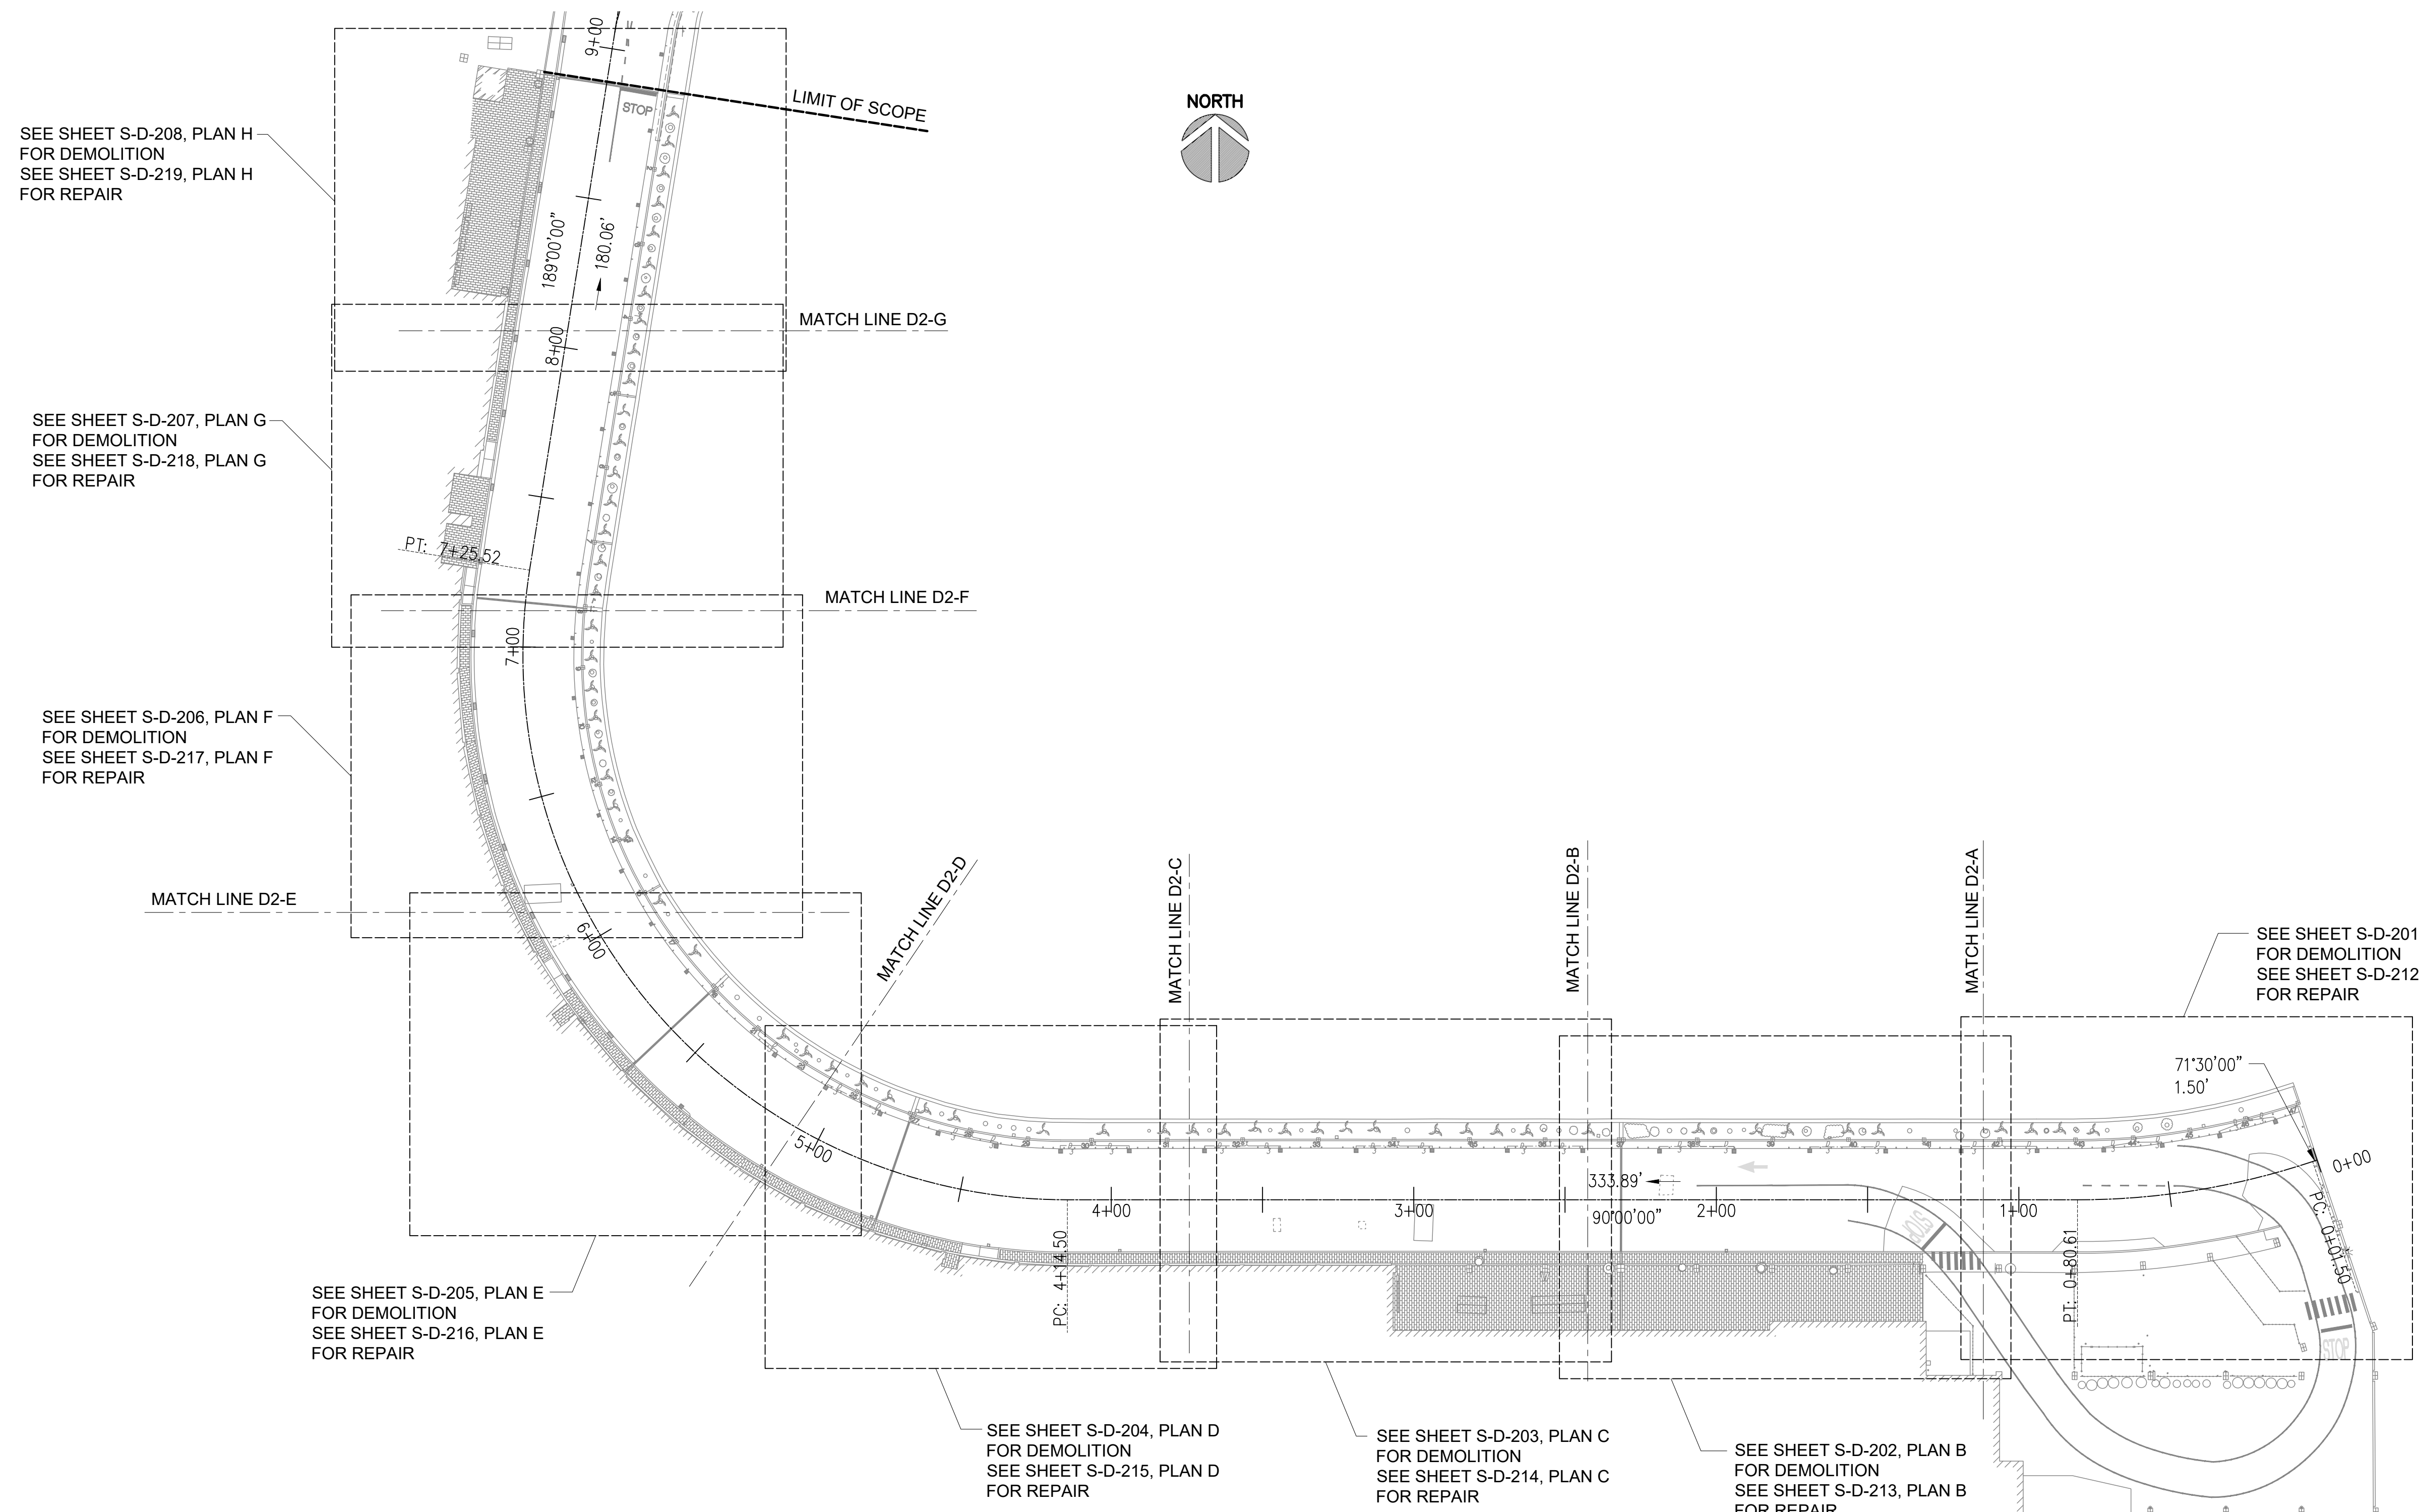 9+00
STOP
LIMIT OF SCOPE
NORTH
SEE SHEET S-D-208, PLAN H
FOR DEMOLITION
SEE SHEET S-D-219, PLAN H
FOR REPAIR
189°00'00"
180.06'
MATCH LINE D2-G
8+00
SEE SHEET S-D-207, PLAN G
FOR DEMOLITION
SEE SHEET S-D-218, PLAN G
FOR REPAIR
PT: 7+25.52
MATCH LINE D2-F
7+00
SEE SHEET S-D-206, PLAN F
FOR DEMOLITION
SEE SHEET S-D-217, PLAN F
FOR REPAIR
MATCH LINE D2-E
6+00
MATCH LINE D2-D
MATCH LINE D2-C
MATCH LINE D2-B
MATCH LINE D2-A
SEE SHEET S-D-201
FOR DEMOLITION
SEE SHEET S-D-212
FOR REPAIR
71°30'00"
1.50'
5+00
4+00
3+00
333.89'
90°00'00"
2+00
STOP
1+00
0+00
PC: 4+14.50
PT: 0+80.61
PC: 0+01.50
STOP
SEE SHEET S-D-205, PLAN E
FOR DEMOLITION
SEE SHEET S-D-216, PLAN E
FOR REPAIR
SEE SHEET S-D-204, PLAN D
FOR DEMOLITION
SEE SHEET S-D-215, PLAN D
FOR REPAIR
SEE SHEET S-D-203, PLAN C
FOR DEMOLITION
SEE SHEET S-D-214, PLAN C
FOR REPAIR
SEE SHEET S-D-202, PLAN B
FOR DEMOLITION
SEE SHEET S-D-213, PLAN B
FOR REPAIR